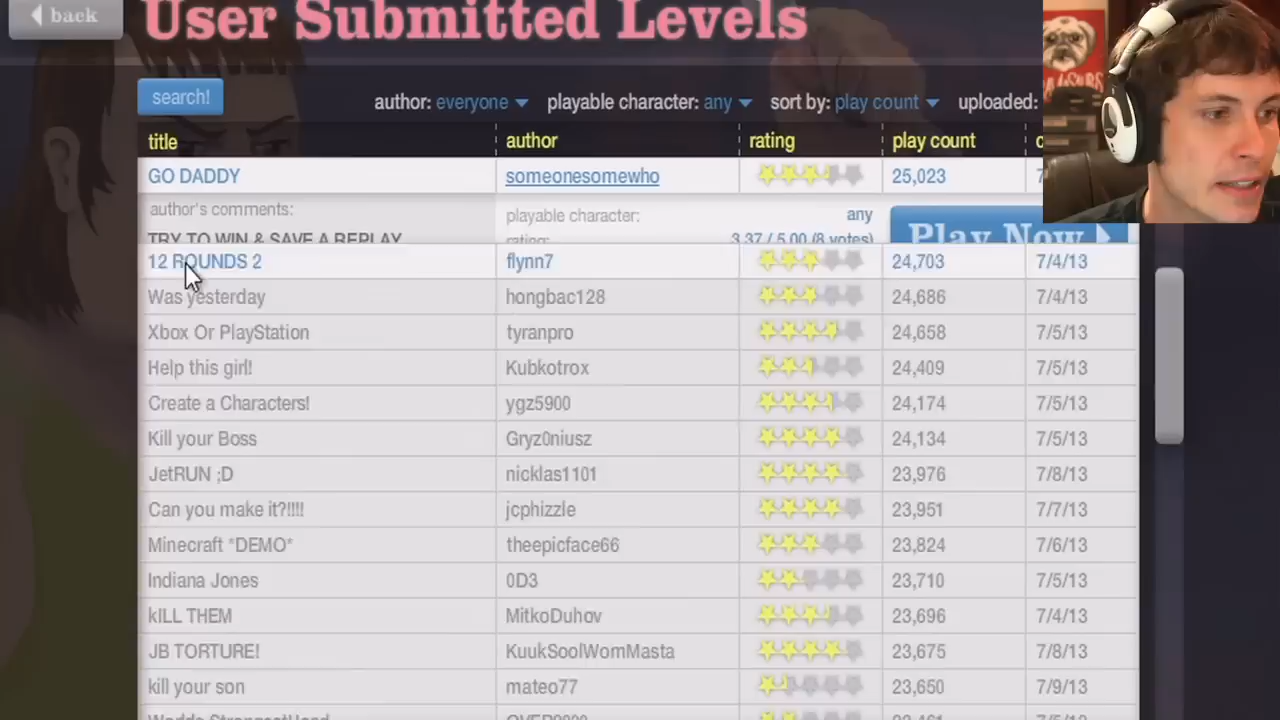 back
User Submitted Levels
search!
author: everyone playable character: any sort by: play count uploaded:
title author rating play count
GO DADDY someonesomewho 25,023
author's comments: playable character: any
TRY TO WIN & SAVE A REPLAY rating: 3.37 / 5.00 (8 votes) Play Now
12 ROUNDS 2 flynn7 24,703 7/4/13
Was yesterday hongbac128 24,686 7/4/13
Xbox Or PlayStation tyranpro 24,658 7/5/13
Help this girl! Kubkotrox 24,409 7/5/13
Create a Characters! ygz5900 24,174 7/5/13
Kill your Boss Gryz0niusz 24,134 7/5/13
JetRUN ;D nicklas1101 23,976 7/8/13
Can you make it?!!!! jcphizzle 23,951 7/7/13
Minecraft *DEMO* theepicface66 23,824 7/6/13
Indiana Jones 0D3 23,710 7/5/13
kILL THEM MitkoDuhov 23,696 7/4/13
JB TORTURE! KuukSoolWomMasta 23,675 7/8/13
kill your son mateo77 23,650 7/9/13